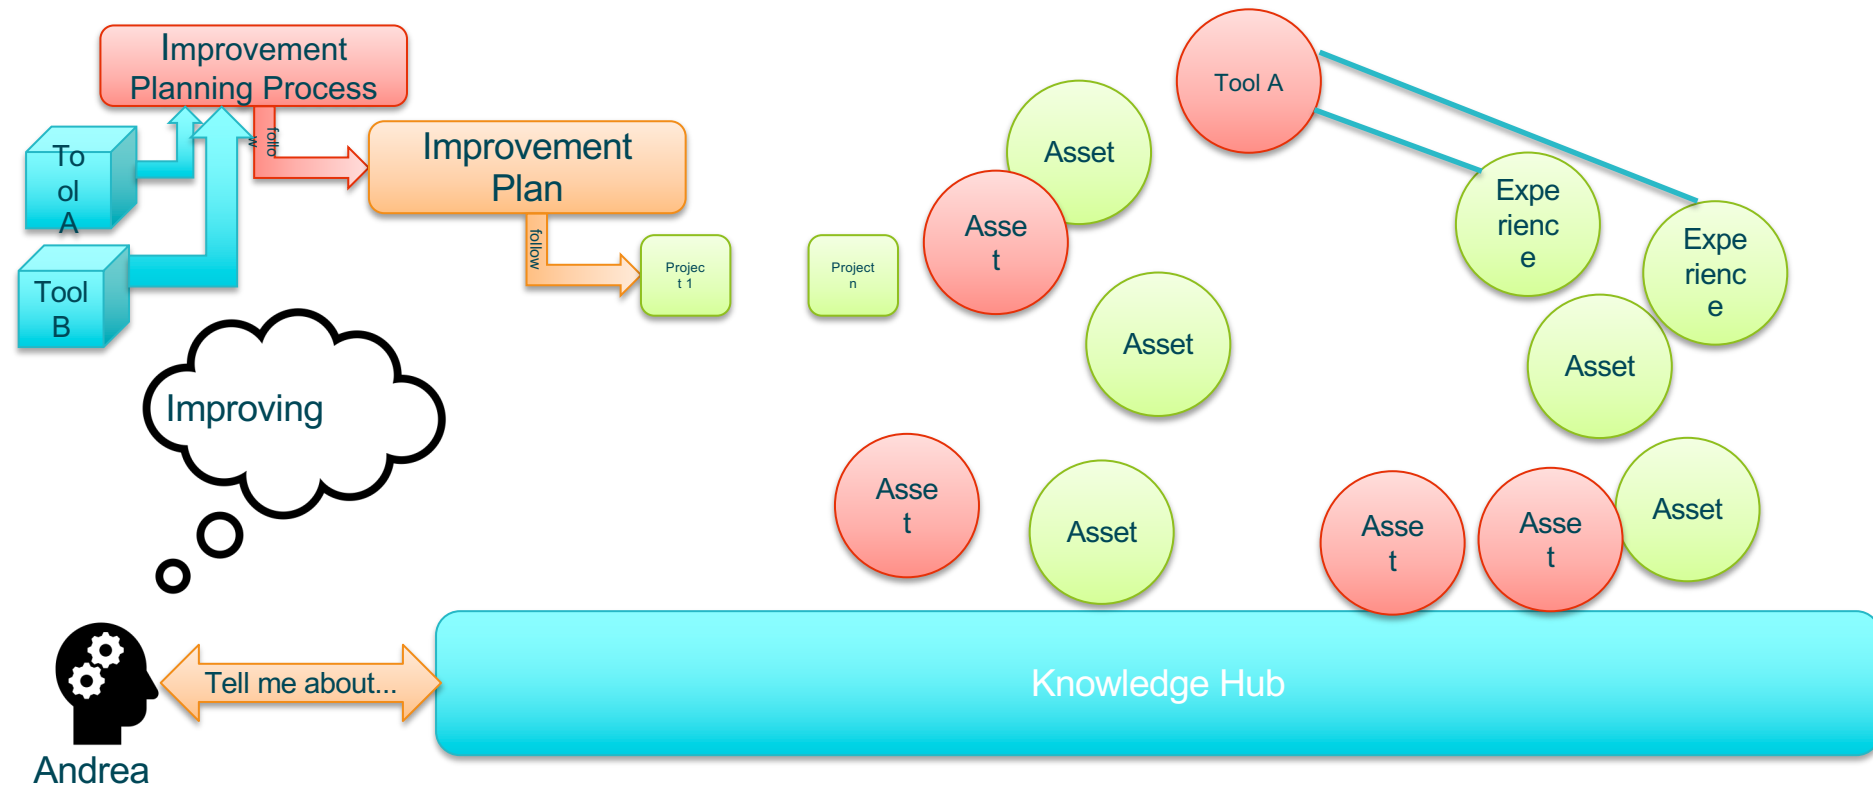 Improvement
Planning Process
To
ol
A
follo
w
Improvement
Plan
Tool
B
follow
Projec
t 1
Project
n
Asset
Asse
t
Asset
Tool A
Expe
rienc
e
Expe
rienc
e
Asset
Improving
Asse
t
Asset
Asse
t
Asse
t
Asset
Tell me about...
Knowledge Hub
Andrea